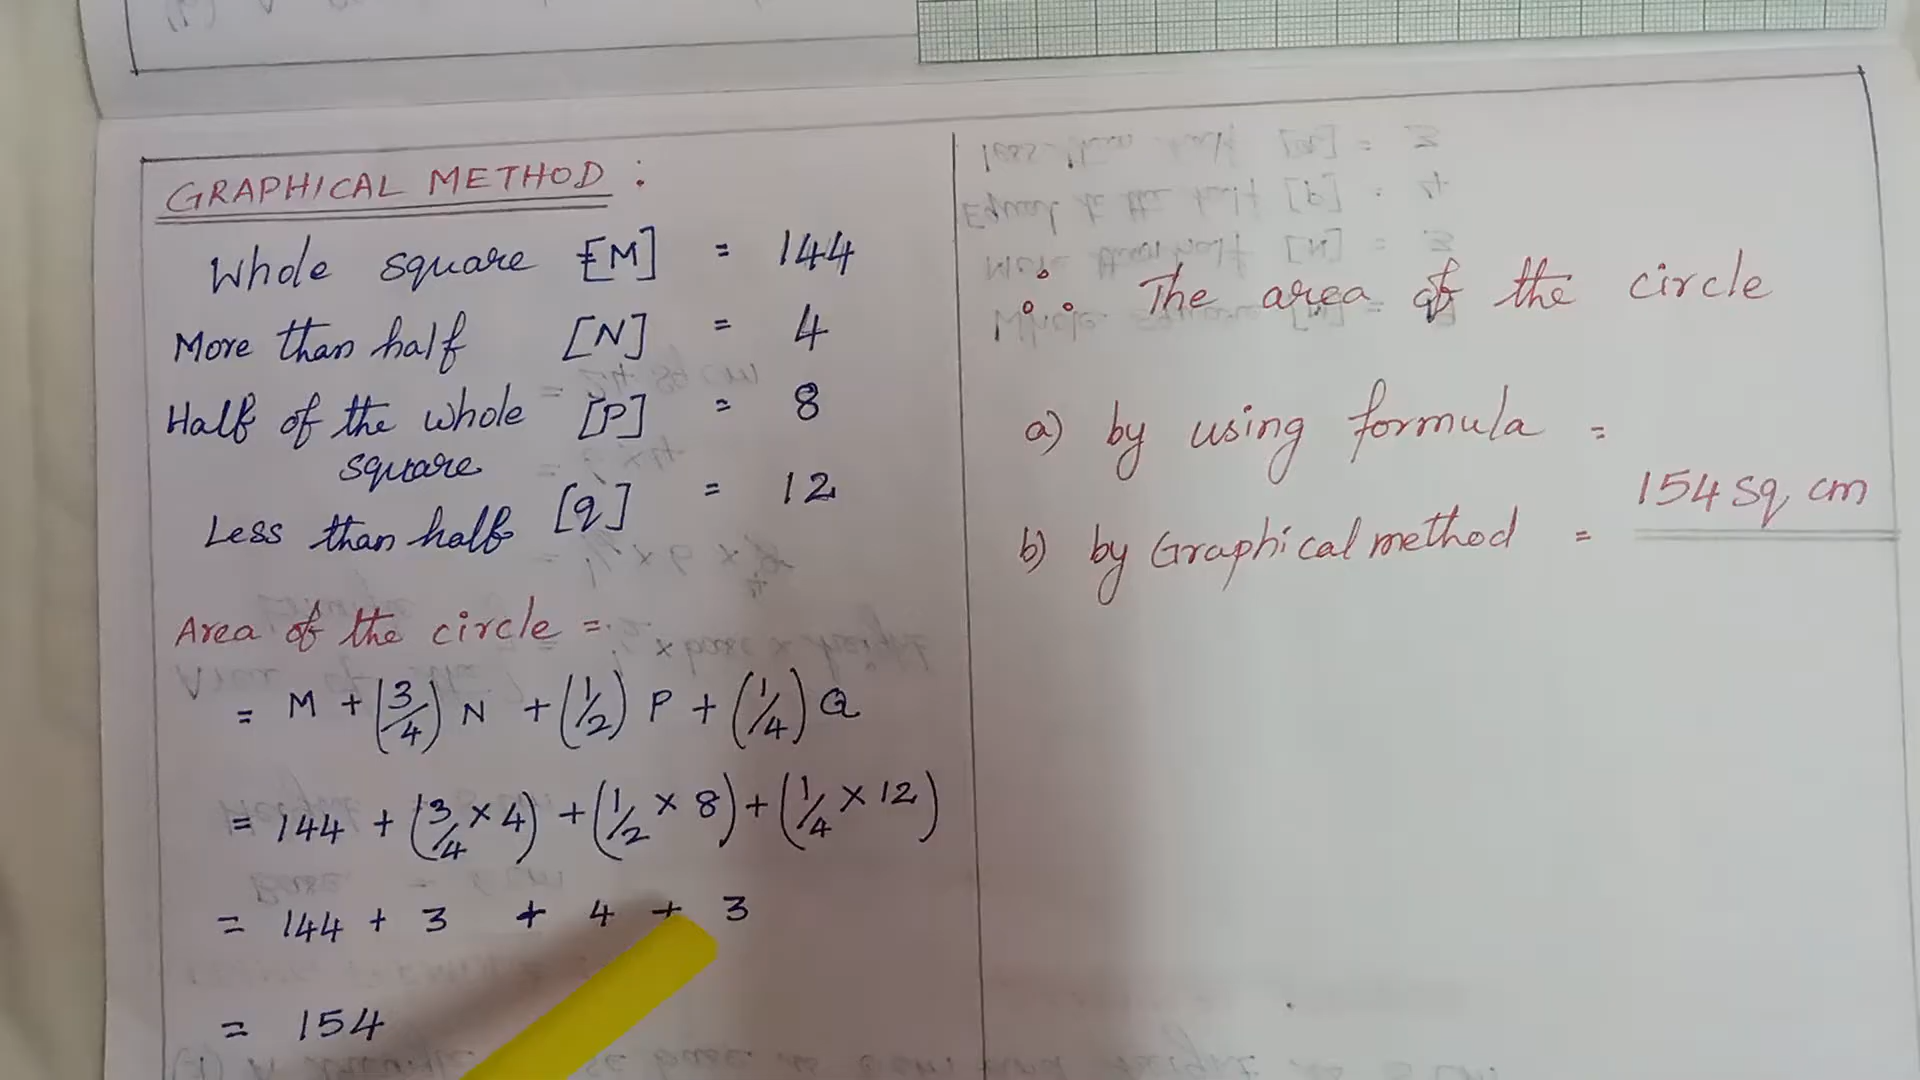 GRAPHICAL METHOD :
Whole square [M] = 144
More than half [N] = 4
Half of the whole [P] = 8
square
Less than half [q] = 12
Area of the circle =
= M + (3/4) N + (1/2) P + (1/4) Q
= 144 + (3/4 × 4) + (1/2 × 8) + (1/4 × 12)
= 144 + 3 + 4 + 3
= 154
∴ The area of the circle
a) by using formula =
154 sq cm
b) by Graphical method =